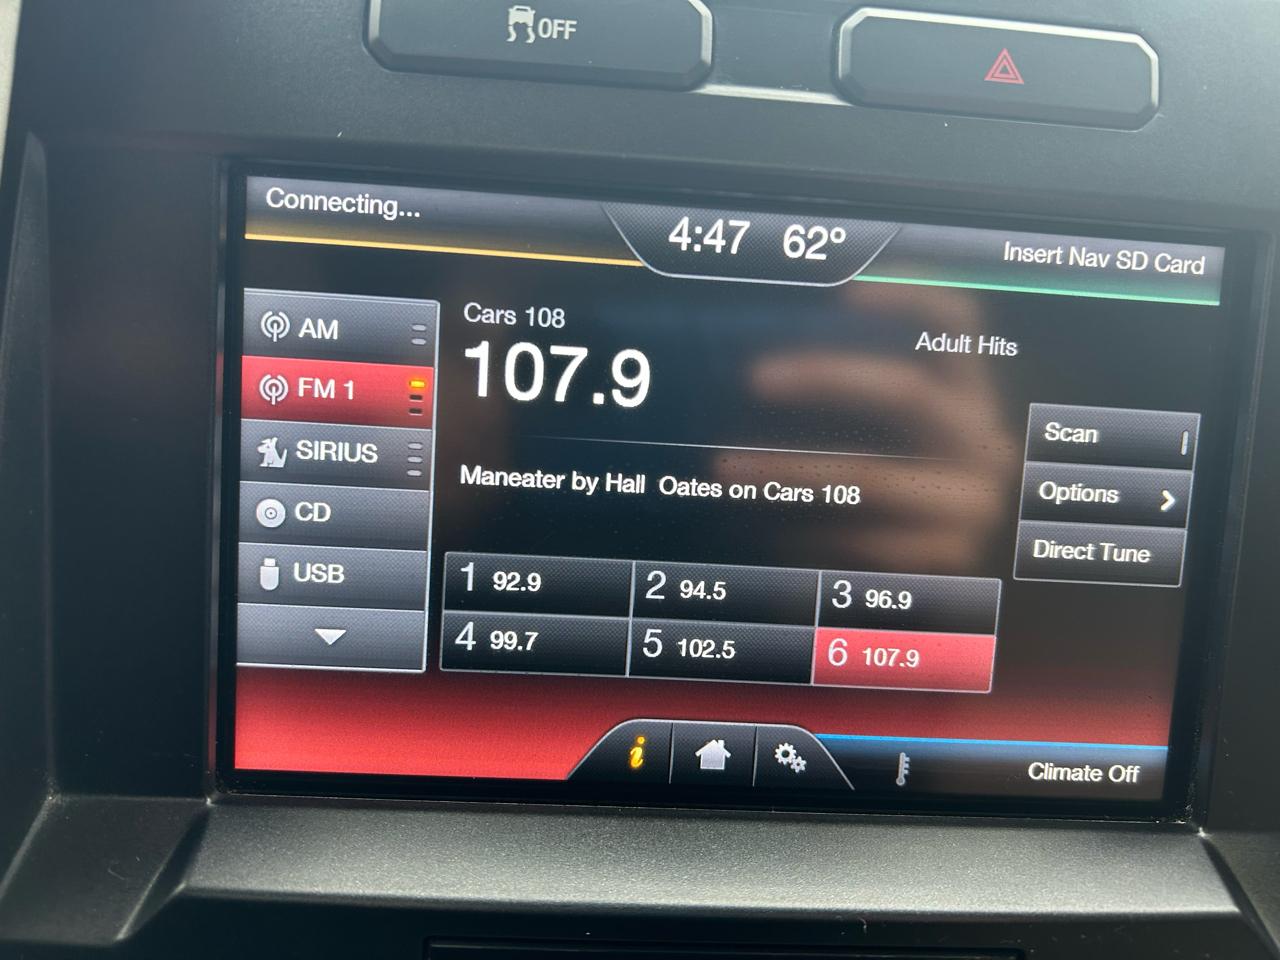 OFF
Connecting...
4:47 62°
Insert Nav SD Card
AM
FM 1
SIRIUS
CD
USB
Cars 108
107.9
Adult Hits
Maneater by Hall  Oates on Cars 108
Scan
Options
Direct Tune
1 92.9
2 94.5
3 96.9
4 99.7
5 102.5
6 107.9
i
Climate Off